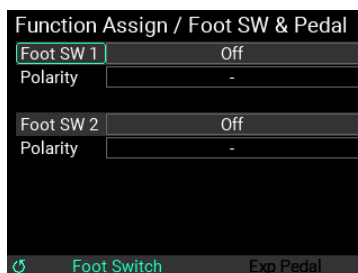 Function Assign / Foot SW & Pedal
Foot SW 1 Off
Polarity -
Foot SW 2 Off
Polarity -
Foot Switch Exp Pedal